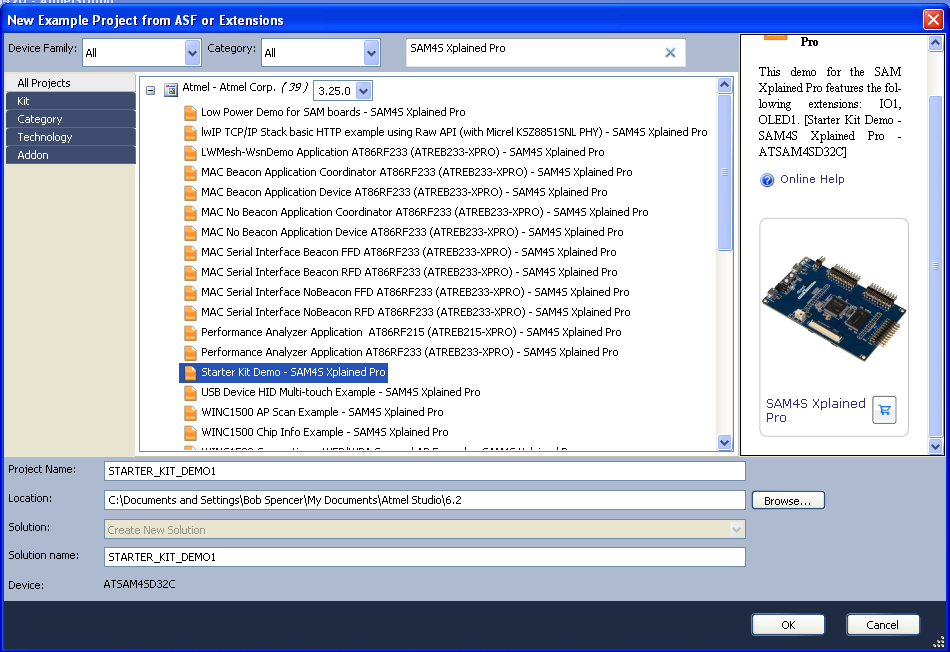 New Example Project from ASF or Extensions
Device Family: All Category: All SAM4S Xplained Pro
All Projects
Kit
Category
Technology
Addon
Atmel - Atmel Corp. (39) 3.25.0
Low Power Demo for SAM boards - SAM4S Xplained Pro
lwIP TCP/IP Stack basic HTTP example using Raw API (with Micrel KSZ8851SNL PHY) - SAM4S Xplained Pro
LWMesh-WsnDemo Application AT86RF233 (ATREB233-XPRO) - SAM4S Xplained Pro
MAC Beacon Application Coordinator AT86RF233 (ATREB233-XPRO) - SAM4S Xplained Pro
MAC Beacon Application Device AT86RF233 (ATREB233-XPRO) - SAM4S Xplained Pro
MAC No Beacon Application Coordinator AT86RF233 (ATREB233-XPRO) - SAM4S Xplained Pro
MAC No Beacon Application Device AT86RF233 (ATREB233-XPRO) - SAM4S Xplained Pro
MAC Serial Interface Beacon FFD AT86RF233 (ATREB233-XPRO) - SAM4S Xplained Pro
MAC Serial Interface Beacon RFD AT86RF233 (ATREB233-XPRO) - SAM4S Xplained Pro
MAC Serial Interface NoBeacon FFD AT86RF233 (ATREB233-XPRO) - SAM4S Xplained Pro
MAC Serial Interface NoBeacon RFD AT86RF233 (ATREB233-XPRO) - SAM4S Xplained Pro
Performance Analyzer Application AT86RF215 (ATREB215-XPRO) - SAM4S Xplained Pro
Performance Analyzer Application AT86RF233 (ATREB233-XPRO) - SAM4S Xplained Pro
Starter Kit Demo - SAM4S Xplained Pro
USB Device HID Multi-touch Example - SAM4S Xplained Pro
WINC1500 AP Scan Example - SAM4S Xplained Pro
WINC1500 Chip Info Example - SAM4S Xplained Pro
Pro
This demo for the SAM
Xplained Pro features the fol-
lowing extensions: IO1,
OLED1. [Starter Kit Demo -
SAM4S Xplained Pro -
ATSAM4SD32C]
Online Help
SAM4S Xplained
Pro
Project Name: STARTER_KIT_DEMO1
Location: C:\Documents and Settings\Bob Spencer\My Documents\Atmel Studio\6.2 Browse...
Solution: Create New Solution
Solution name: STARTER_KIT_DEMO1
Device: ATSAM4SD32C
OK Cancel